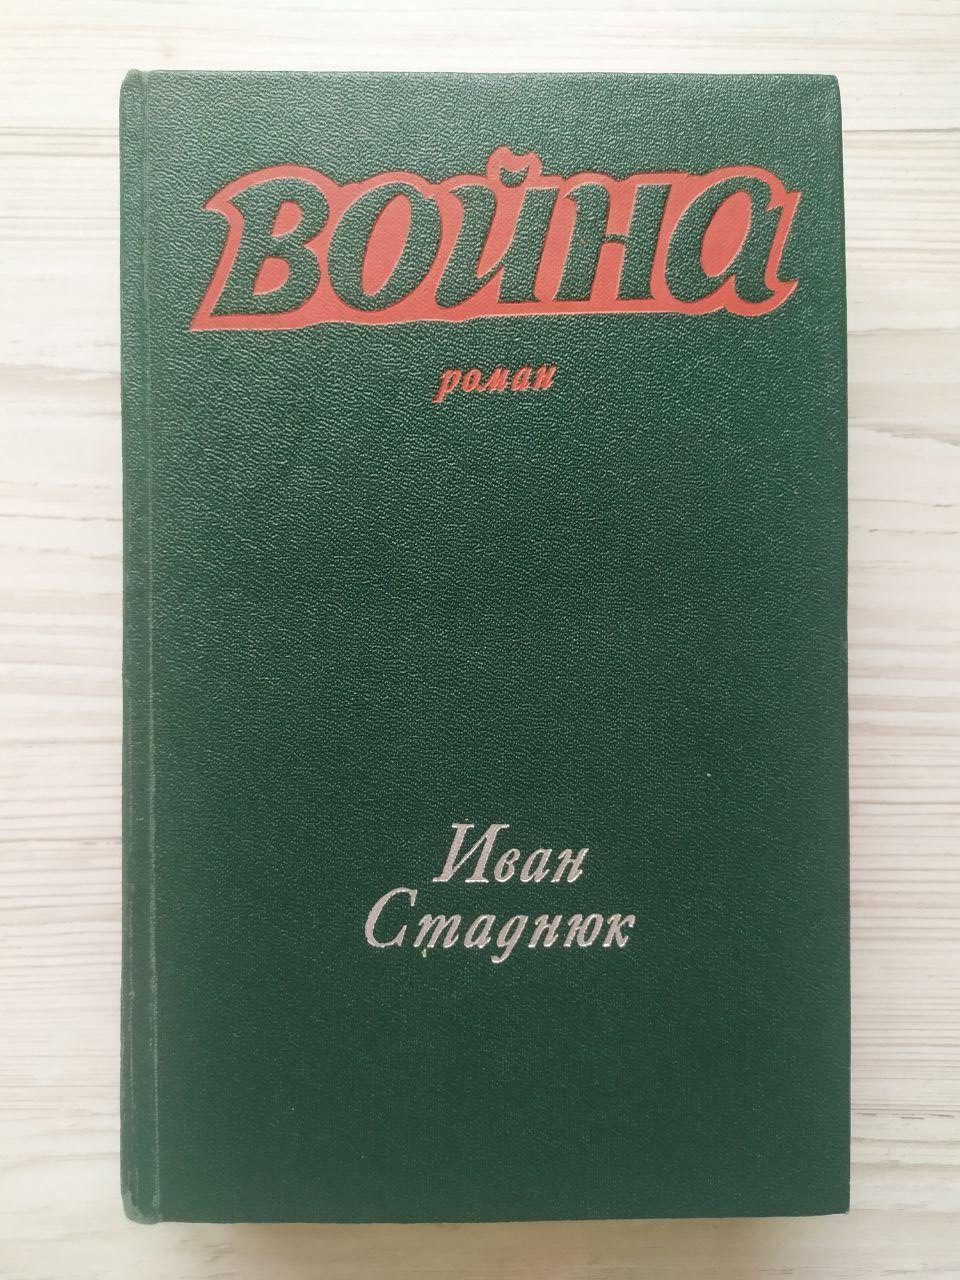 Война
роман
Иван
Стаднюк